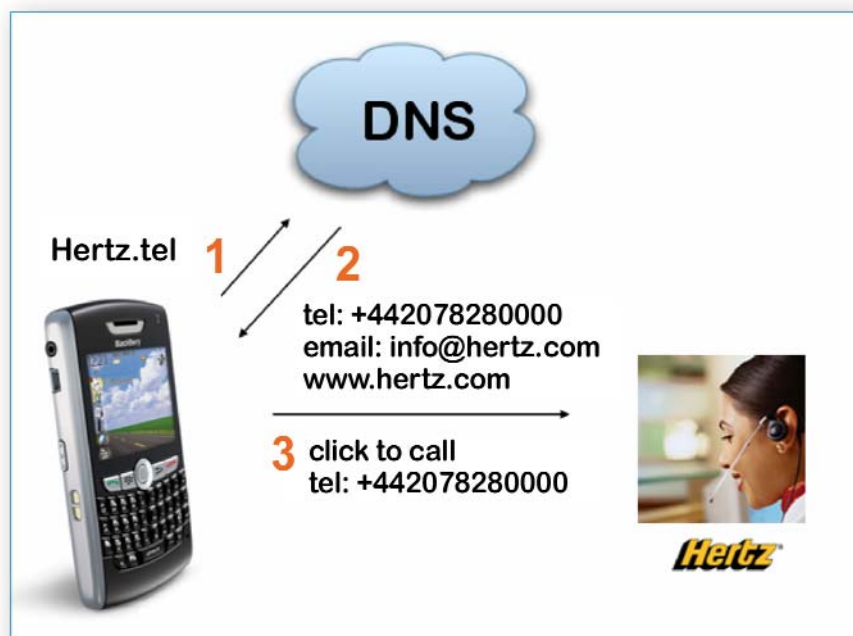 DNS
Hertz.tel
1
2
tel: +442078280000
email: info@hertz.com
www.hertz.com
BlackBerry
3
click to call
tel: +442078280000
Hertz